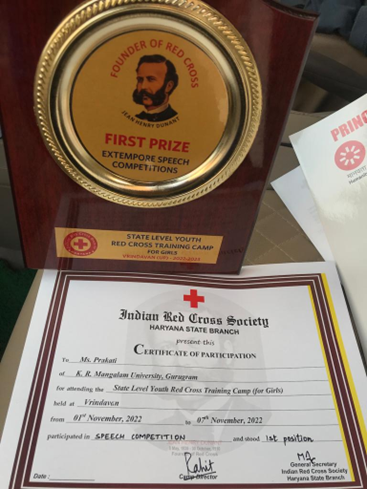 FOUNDER OF RED CROSS
JEAN HENRY DUNANT
FIRST PRIZE
EXTEMPORE SPEECH
COMPETITIONS
STATE LEVEL YOUTH
RED CROSS TRAINING CAMP
FOR GIRLS
PRINC
Indian Red Cross Society
HARYANA STATE BRANCH
present this
CERTIFICATE OF PARTICIPATION
To Ms. Prakati
of K. R. Mangalam University, Gurugram
for attending the State Level Youth Red Cross Training Camp (for Girls)
held at Vrindaven
from 01st November, 2022 to 07th November, 2022
participated in SPEECH COMPETITION and stood 1st position
Rohit
Camp Director
General Secretary
Indian Red Cross Society
Haryana State Branch
Date :